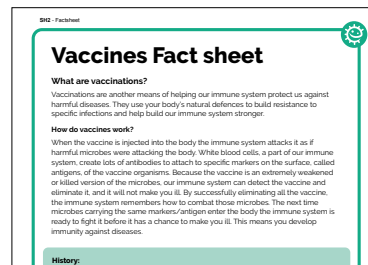 SH2 - Factsheet
Vaccines Fact sheet
What are vaccinations?
Vaccinations are another means of helping our immune system protect us against
harmful diseases. They use your body's natural defences to build resistance to
specific infections and help build our immune system stronger.
How do vaccines work?
When the vaccine is injected into the body the immune system attacks it as if
harmful microbes were attacking the body. White blood cells, a part of our immune
system, create lots of antibodies to attach to specific markers on the surface, called
antigens, of the vaccine organisms. Because the vaccine is an extremely weakened
or killed version of the microbes, our immune system can detect the vaccine and
eliminate it, and it will not make you ill. By successfully eliminating all the vaccine,
the immune system remembers how to combat those microbes. The next time
microbes carrying the same markers/antigen enter the body the immune system is
ready to fight it before it has a chance to make you ill. This means you develop
immunity against diseases.
History: